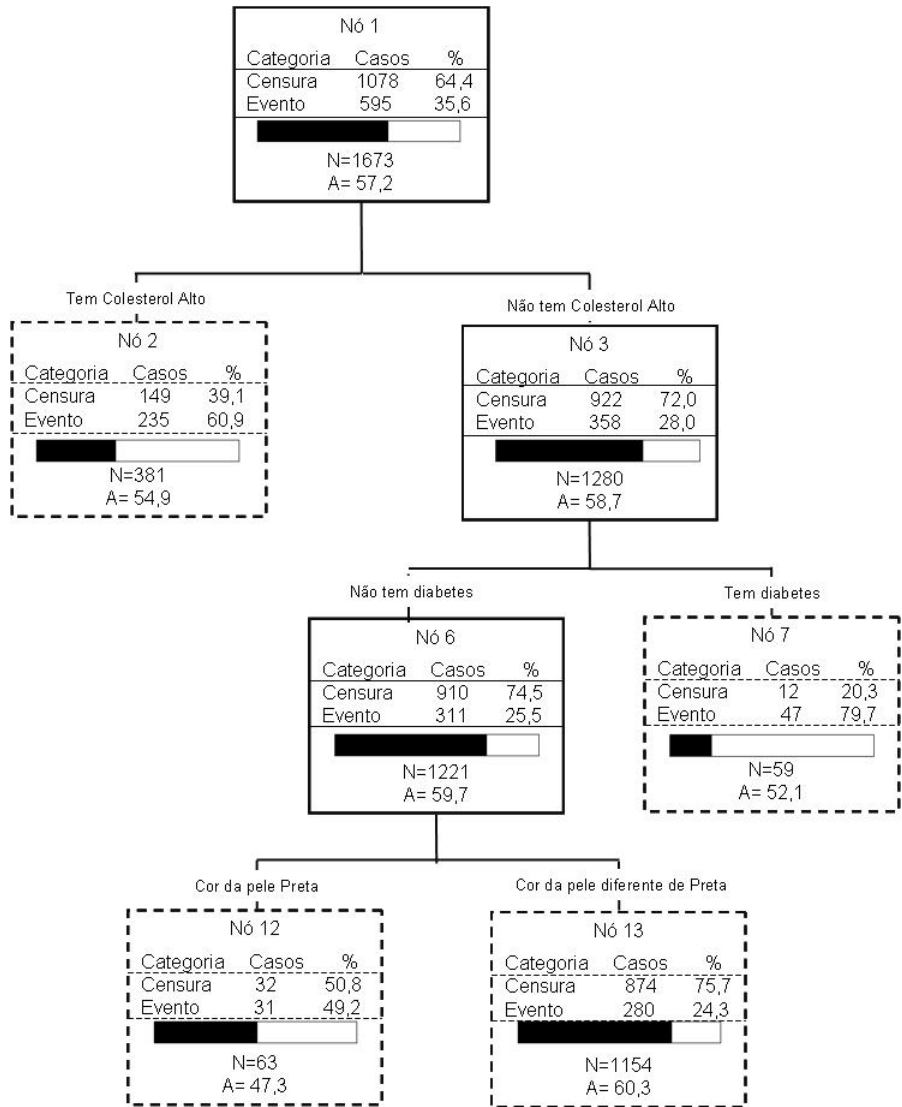 Nó 1
Categoria Casos %
Censura 1078 64,4
Evento 595 35,6
N=1673
A= 57,2
Tem Colesterol Alto
Nó 2
Categoria Casos %
Censura 149 39,1
Evento 235 60,9
N=381
A= 54,9
Não tem Colesterol Alto
Nó 3
Categoria Casos %
Censura 922 72,0
Evento 358 28,0
N=1280
A= 58,7
Não tem diabetes
Nó 6
Categoria Casos %
Censura 910 74,5
Evento 311 25,5
N=1221
A= 59,7
Tem diabetes
Nó 7
Categoria Casos %
Censura 12 20,3
Evento 47 79,7
N=59
A= 52,1
Cor da pele Preta
Nó 12
Categoria Casos %
Censura 32 50,8
Evento 31 49,2
N=63
A= 47,3
Cor da pele diferente de Preta
Nó 13
Categoria Casos %
Censura 874 75,7
Evento 280 24,3
N=1154
A= 60,3